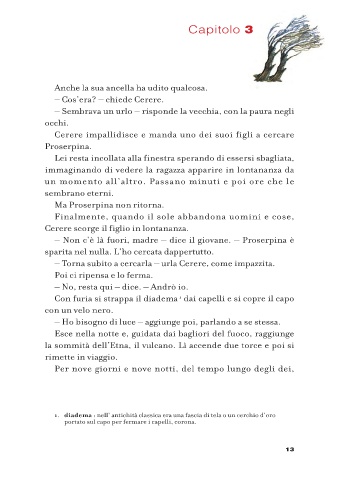 Capitolo 3
Anche la sua ancella ha udito qualcosa.
— Cos'era? — chiede Cerere.
— Sembrava un urlo — risponde la vecchia, con la paura negli
occhi.
Cerere impallidisce e manda uno dei suoi figli a cercare
Proserpina.
Lei resta incollata alla finestra sperando di essersi sbagliata,
immaginando di vedere la ragazza apparire in lontananza da
un momento all'altro. Passano minuti e poi ore che le
sembrano eterni.
Ma Proserpina non ritorna.
Finalmente, quando il sole abbandona uomini e cose,
Cerere scorge il figlio in lontananza.
— Non c'è là fuori, madre — dice il giovane. — Proserpina è
sparita nel nulla. L'ho cercata dappertutto.
— Torna subito a cercarla — urla Cerere, come impazzita.
Poi ci ripensa e lo ferma.
— No, resta qui — dice. — Andrò io.
Con furia si strappa il diadema¹ dai capelli e si copre il capo
con un velo nero.
— Ho bisogno di luce — aggiunge poi, parlando a se stessa.
Esce nella notte e, guidata dai bagliori del fuoco, raggiunge
la sommità dell'Etna, il vulcano. Lì accende due torce e poi si
rimette in viaggio.
Per nove giorni e nove notti, del tempo lungo degli dei,
1. diadema : nell'antichità classica era una fascia di tela o un cerchio d'oro
portato sul capo per fermare i capelli, corona.
13